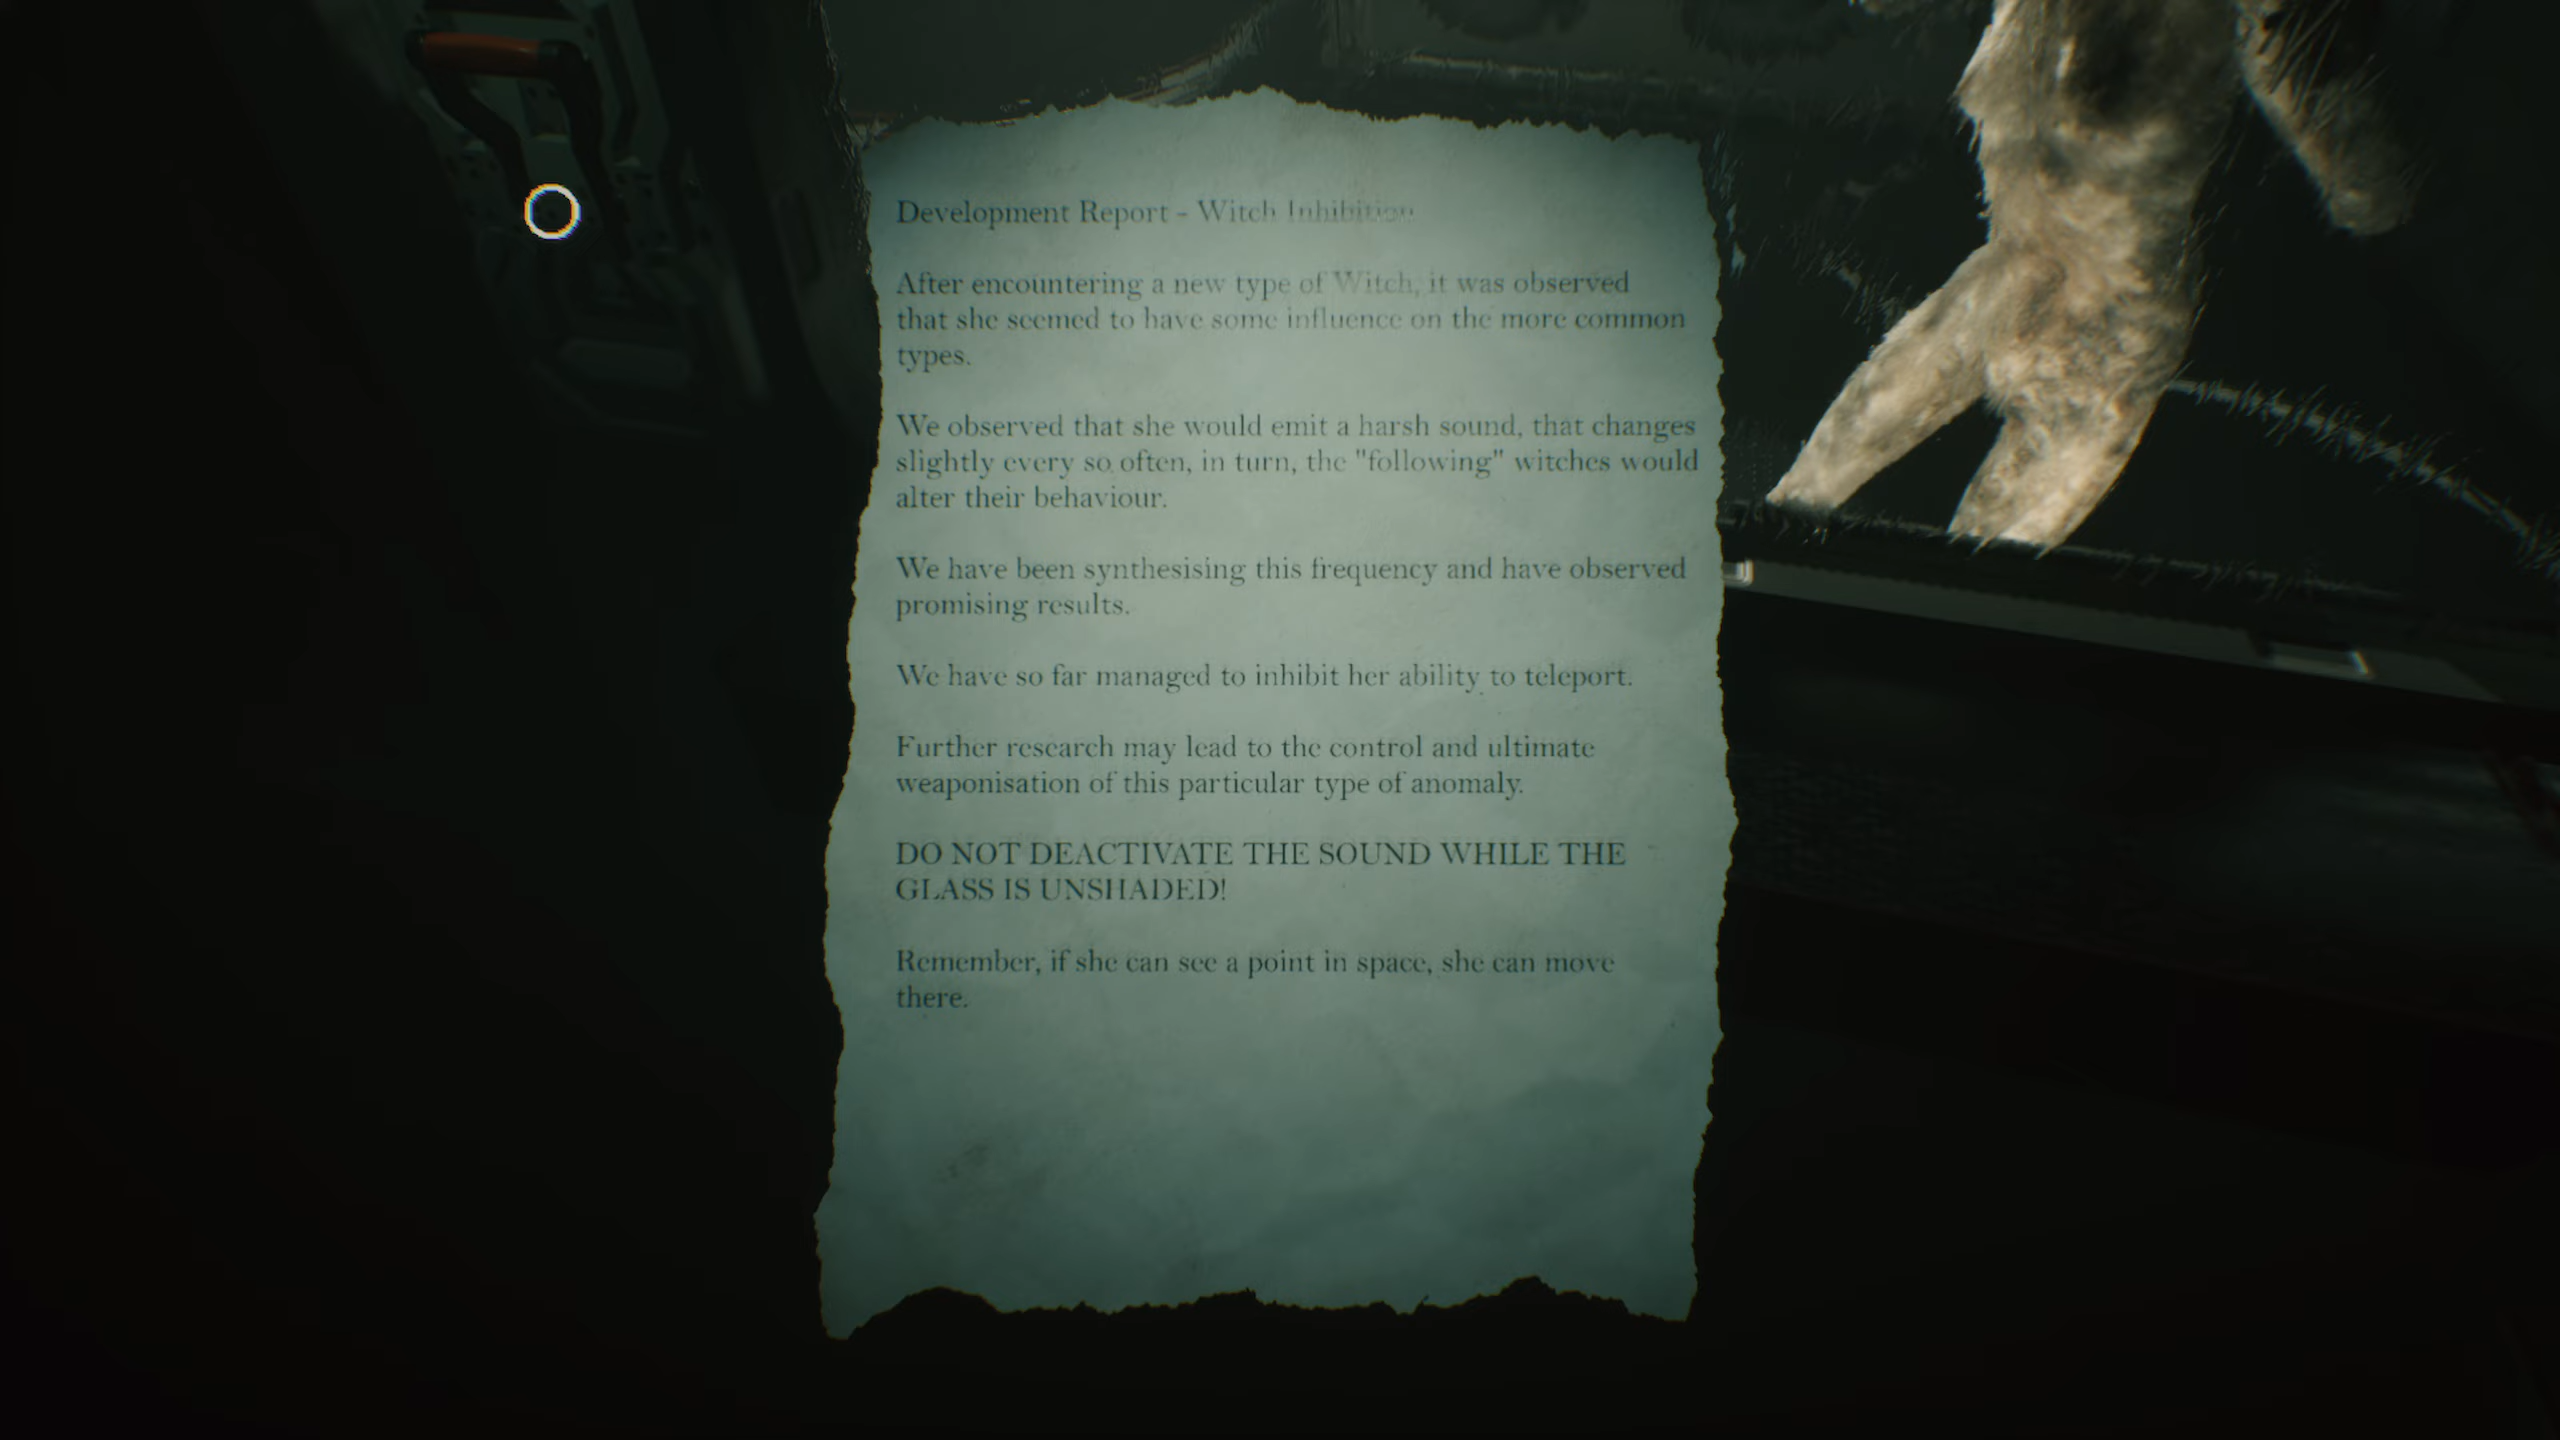 Development Report - Witch Inhibition
After encountering a new type of Witch, it was observed
that she seemed to have some influence on the more common
types.
We observed that she would emit a harsh sound, that changes
slightly every so often, in turn, the "following" witches would
alter their behaviour.
We have been synthesising this frequency and have observed
promising results.
We have so far managed to inhibit her ability to teleport.
Further research may lead to the control and ultimate
weaponisation of this particular type of anomaly.
DO NOT DEACTIVATE THE SOUND WHILE THE
GLASS IS UNSHADED!
Remember, if she can see a point in space, she can move
there.